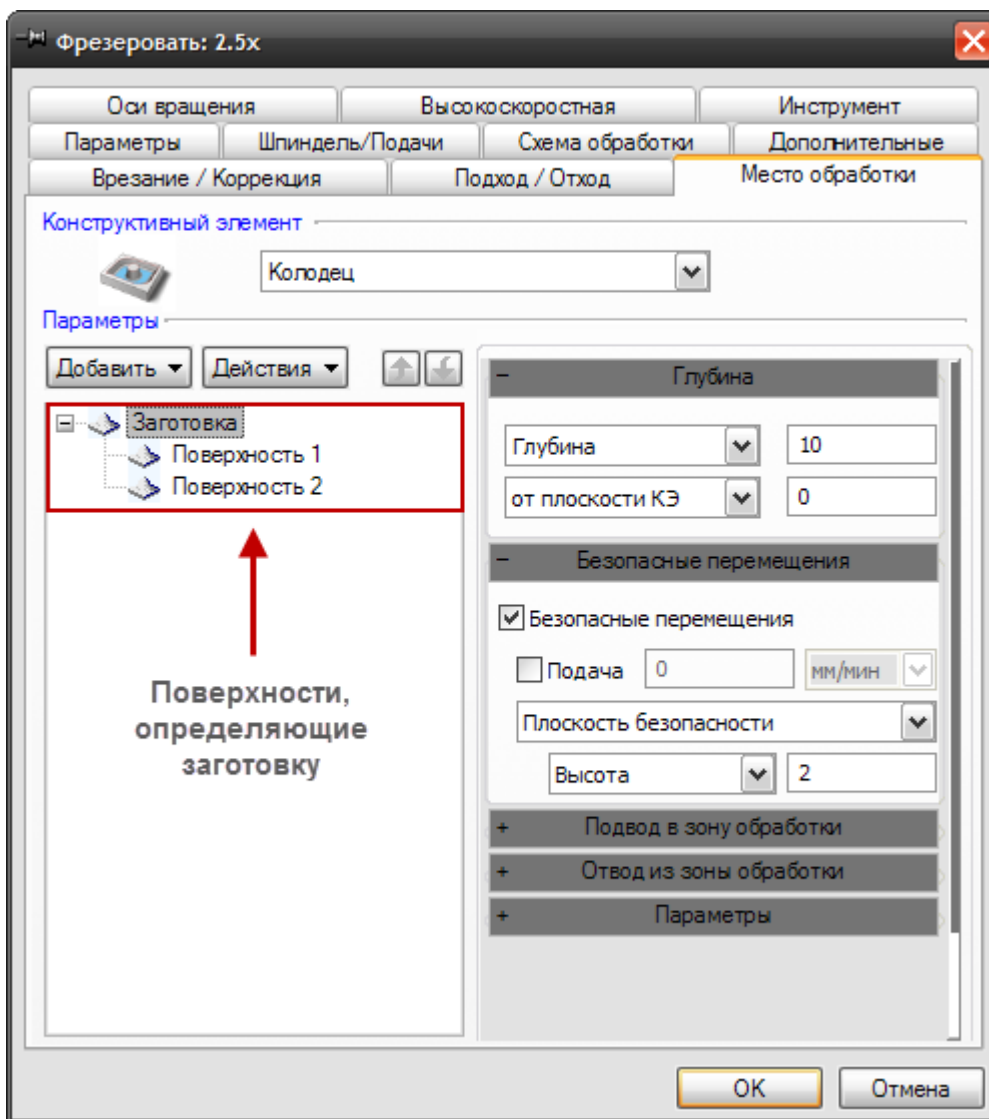 Фрезеровать: 2.5x
Оси вращения Высокоскоростная Инструмент
Параметры Шпиндель/Подачи Схема обработки Дополнительные
Врезание / Коррекция Подход / Отход Место обработки
Конструктивный элемент
Колодец
Параметры
Добавить Действия
Заготовка
Поверхность 1
Поверхность 2
Поверхности,
определяющие
заготовку
- Глубина
Глубина 10
от плоскости КЭ 0
- Безопасные перемещения
Безопасные перемещения
Подача 0 мм/мин
Плоскость безопасности
Высота 2
+ Подвод в зону обработки
+ Отвод из зоны обработки
+ Параметры
OK Отмена